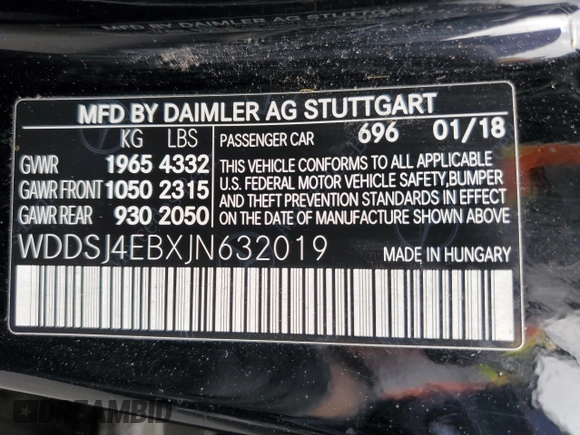 MFD BY DAIMLER AG STUTTGART
KG LBS PASSENGER CAR 696 01/18
GVWR 1965 4332 THIS VEHICLE CONFORMS TO ALL APPLICABLE
GAWR FRONT 1050 2315 U.S. FEDERAL MOTOR VEHICLE SAFETY, BUMPER
GAWR REAR 930 2050 AND THEFT PREVENTION STANDARDS IN EFFECT
ON THE DATE OF MANUFACTURE SHOWN ABOVE
WDDSJ4EBXJN632019 MADE IN HUNGARY
DREAMBID